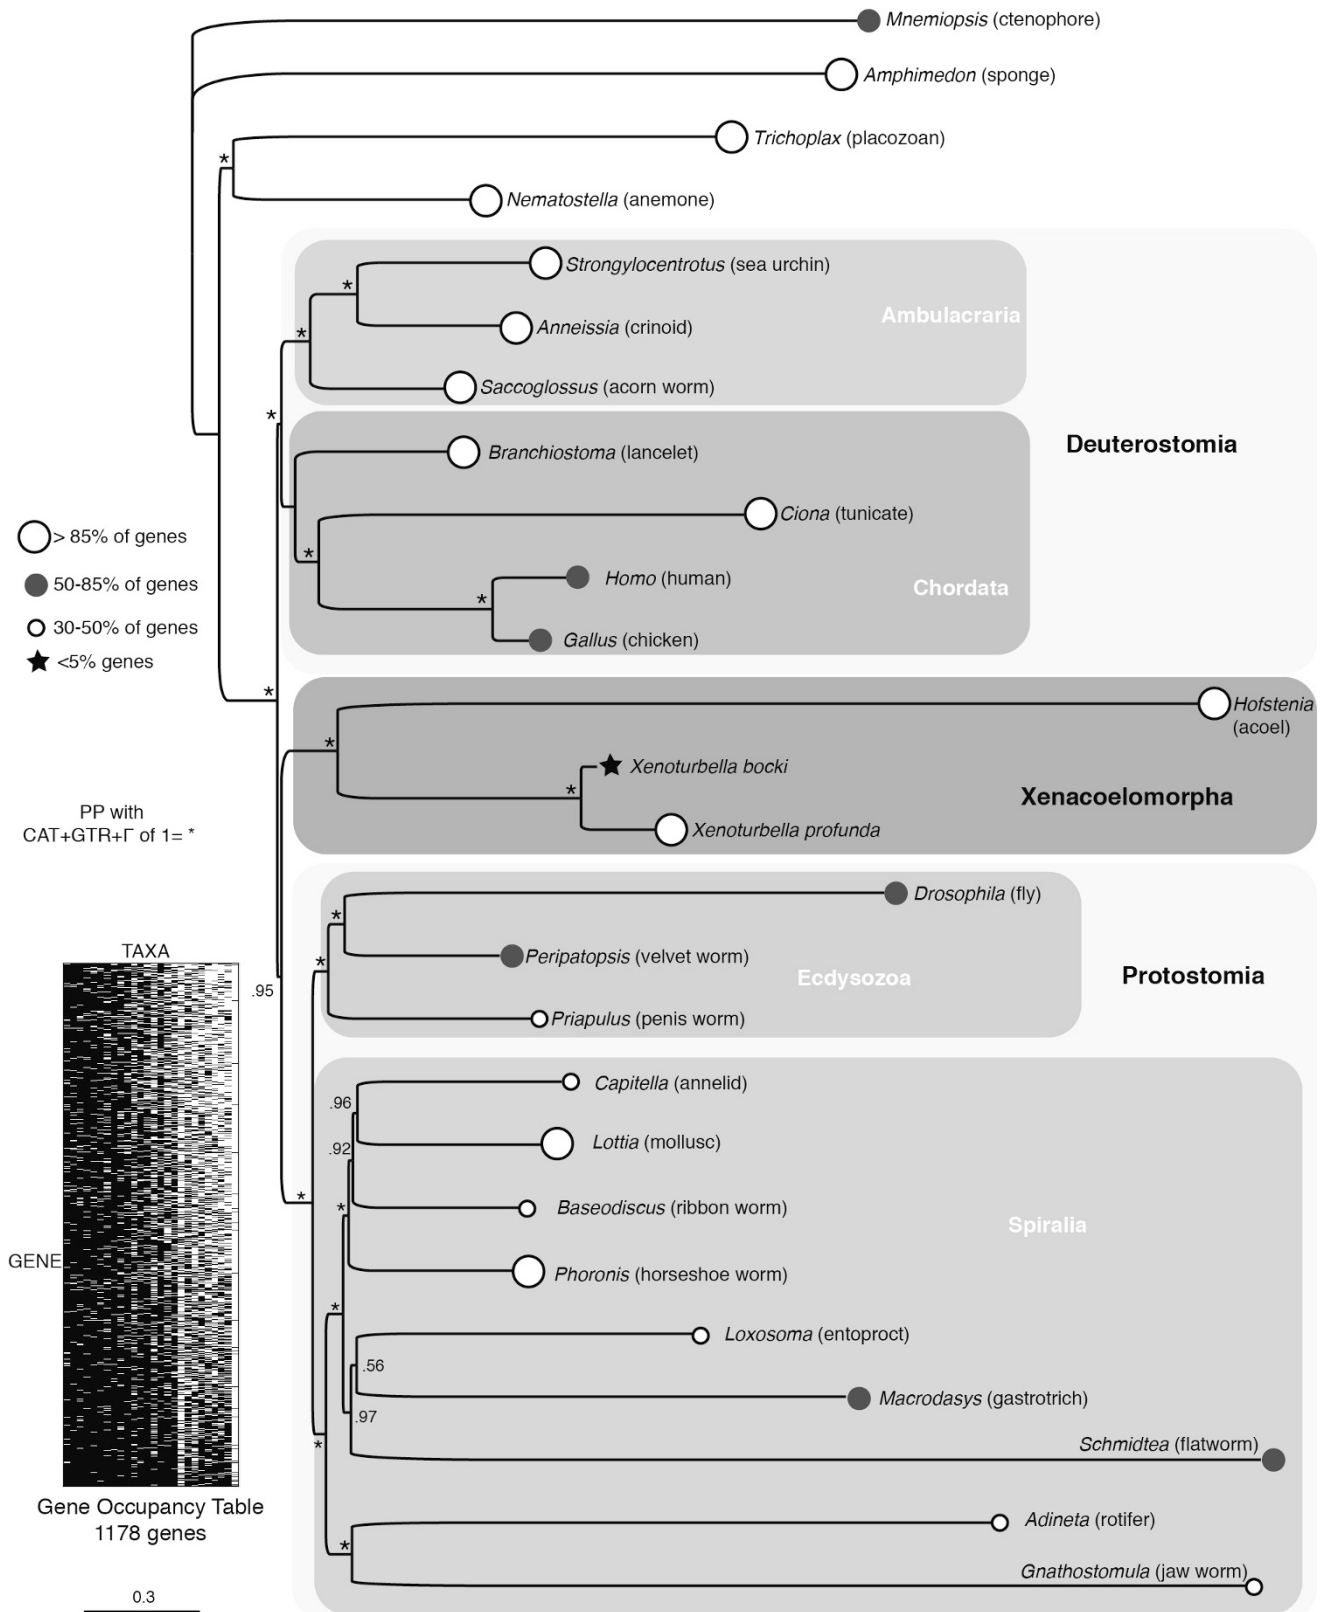 Mnemiopsis (ctenophore)
Amphimedon (sponge)
Trichoplax (placozoan)
*
Nematostella (anemone)
Strongylocentrotus (sea urchin)
*
Ambulacraria
Anneissia (crinoid)
*
Saccoglossus (acorn worm)
*
Deuterostomia
Branchiostoma (lancelet)
Ciona (tunicate)
> 85% of genes
*
50-85% of genes
Homo (human)
Chordata
*
30-50% of genes
Gallus (chicken)
<5% genes
*
Hofstenia
(acoel)
*
Xenoturbella bocki
*
Xenacoelomorpha
PP with
CAT+GTR+Γ of 1= *
Xenoturbella profunda
Drosophila (fly)
*
TAXA
Peripatopsis (velvet worm)
*
Ecdysozoa
Protostomia
.95
Priapulus (penis worm)
Capitella (annelid)
.96
Lottia (mollusc)
.92
*
Baseodiscus (ribbon worm)
*
Spiralia
GENE
Phoronis (horseshoe worm)
*
Loxosoma (entoproct)
.56
Macrodasys (gastrotrich)
.97
*
Schmidtea (flatworm)
Gene Occupancy Table
1178 genes
Adineta (rotifer)
*
Gnathostomula (jaw worm)
0.3